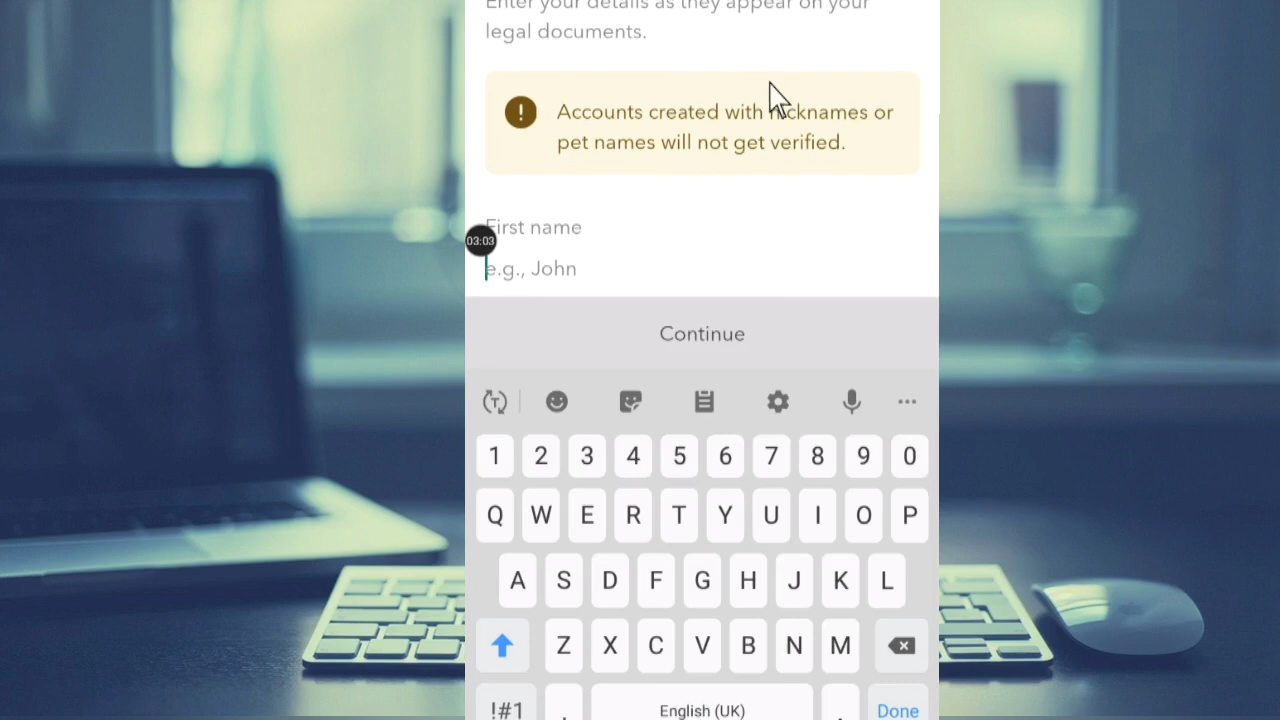 Enter your details as they appear on your
legal documents.
Accounts created with nicknames or
pet names will not get verified.
First name
03:03
e.g., John
Continue
1 2 3 4 5 6 7 8 9 0
Q W E R T Y U I O P
A S D F G H J K L
Z X C V B N M
!#1 , English (UK) . Done